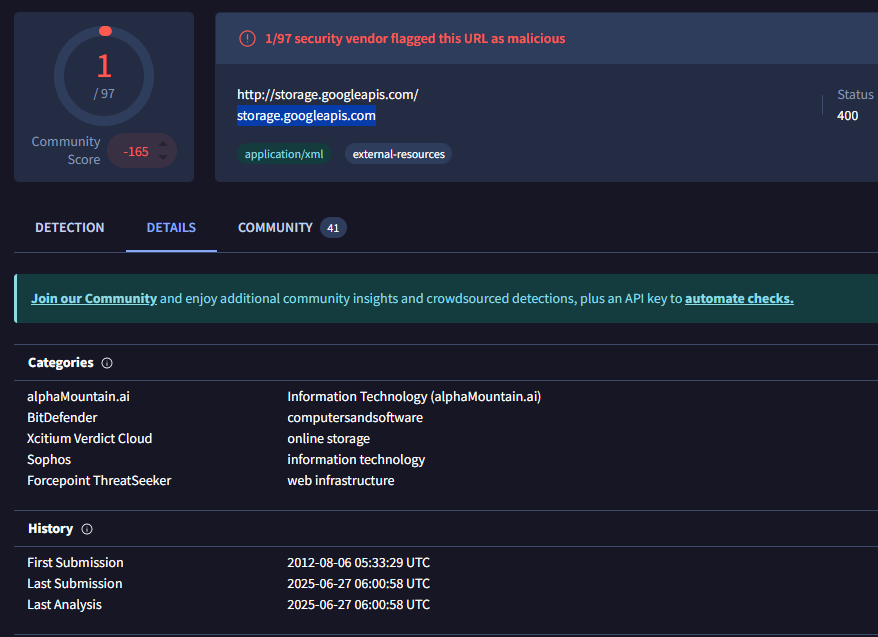 1
/ 97
Community
Score
-165
1/97 security vendor flagged this URL as malicious
http://storage.googleapis.com/
storage.googleapis.com
application/xml
external-resources
Status
400
DETECTION
DETAILS
COMMUNITY 41
Join our Community and enjoy additional community insights and crowdsourced detections, plus an API key to automate checks.
Categories
alphaMountain.ai Information Technology (alphaMountain.ai)
BitDefender computersandsoftware
Xcitium Verdict Cloud online storage
Sophos information technology
Forcepoint ThreatSeeker web infrastructure
History
First Submission 2012-08-06 05:33:29 UTC
Last Submission 2025-06-27 06:00:58 UTC
Last Analysis 2025-06-27 06:00:58 UTC